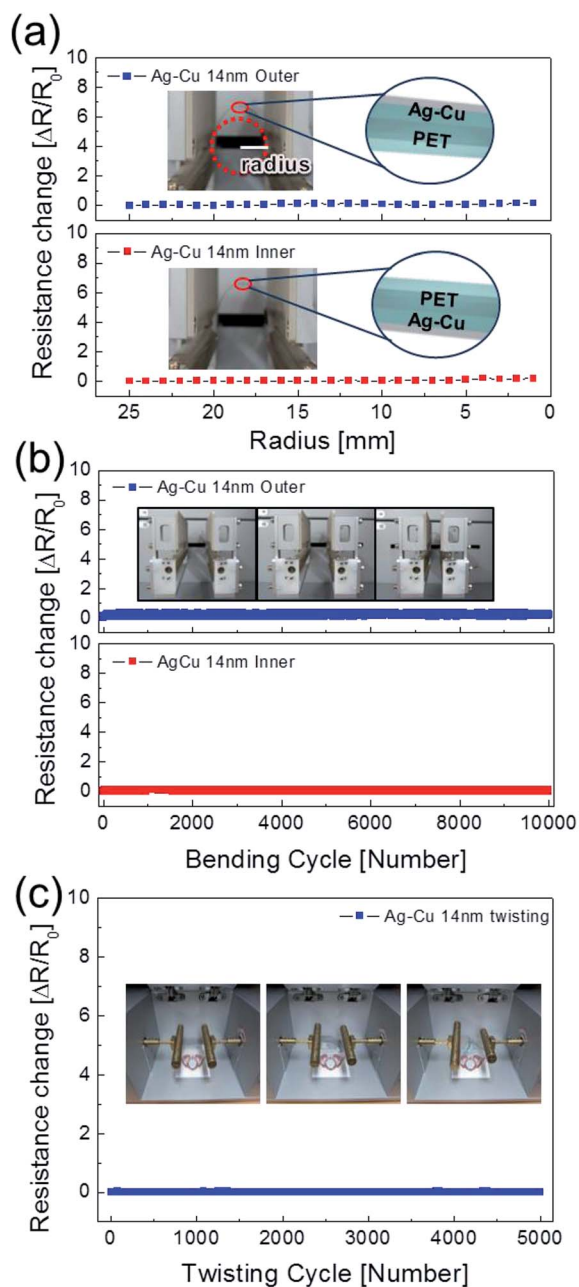 (a)
10
Ag-Cu 14nm Outer
8
6
4
2
0
radius
Ag-Cu
PET
10
Ag-Cu 14nm Inner
8
6
4
2
0
PET
Ag-Cu
Resistance change [ΔR/R0]
25 20 15 10 5 0
Radius [mm]
(b)
10
Ag-Cu 14nm Outer
8
6
4
2
0
AgCu 14nm Inner
8
6
4
2
0
Resistance change [ΔR/R0]
0 2000 4000 6000 8000 10000
Bending Cycle [Number]
(c)
10
Ag-Cu 14nm twisting
8
6
4
2
0
Resistance change [ΔR/R0]
0 1000 2000 3000 4000 5000
Twisting Cycle [Number]